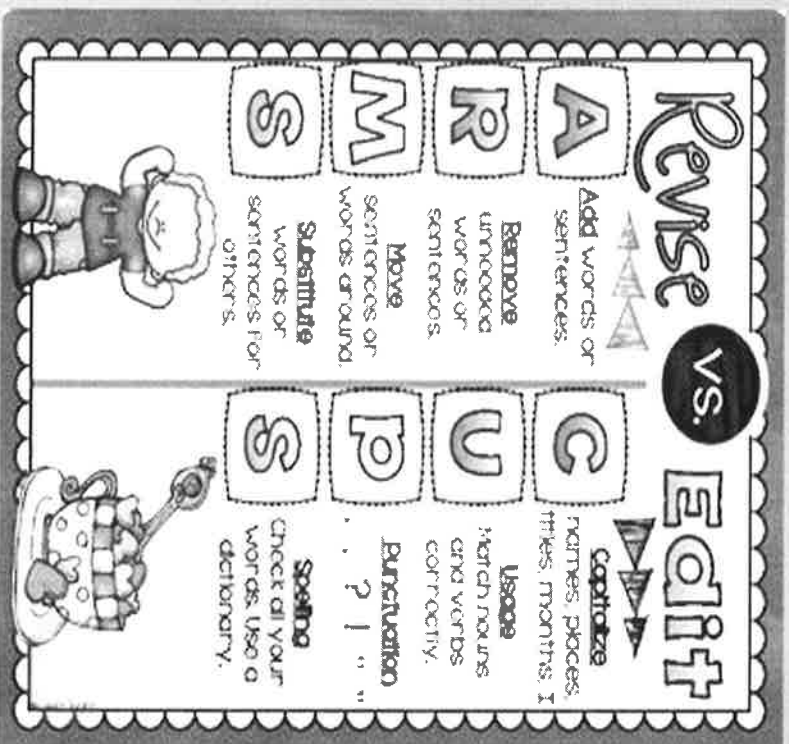 Revise vs. Edit
A
Add words or
sentences.
R
Remove
unneeded
words or
sentences.
M
Move
sentences or
words around.
S
Substitute
words or
sentences for
others.
C
Capitalize
names, places,
titles, months, I
U
Usage
Match nouns
and verbs
correctly.
P
Punctuation
. , ? ! " "
S
Spelling
Check all your
words. Use a
dictionary.